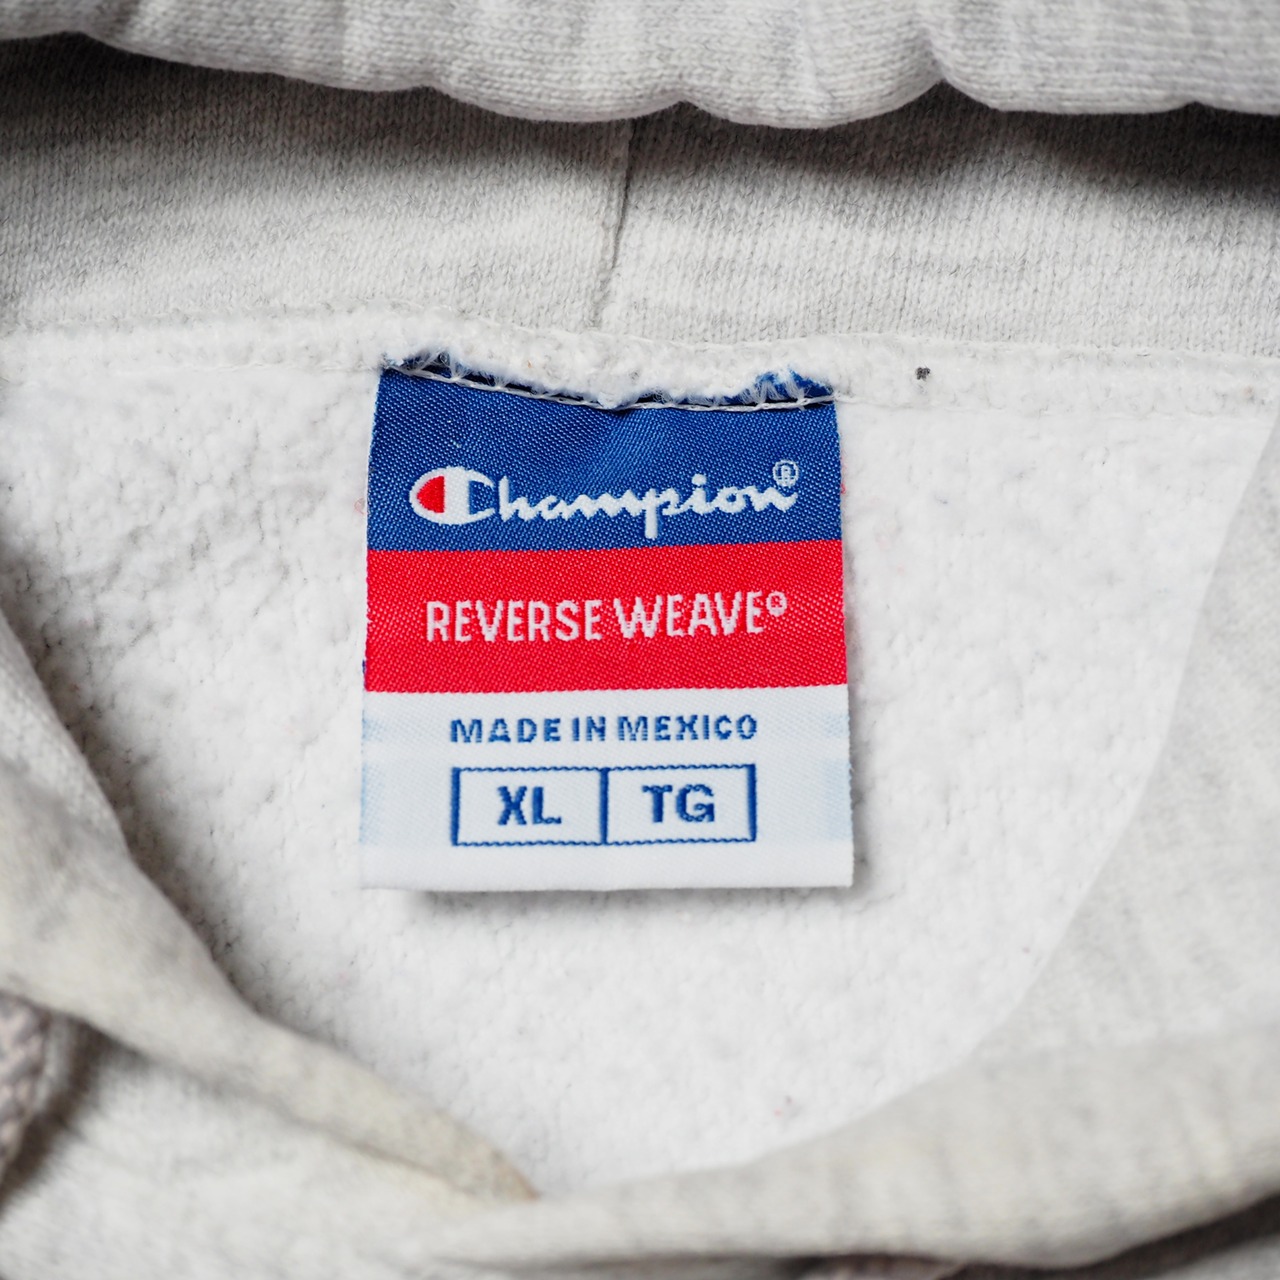 Champion®
REVERSE WEAVE®
MADE IN MEXICO
XL TG